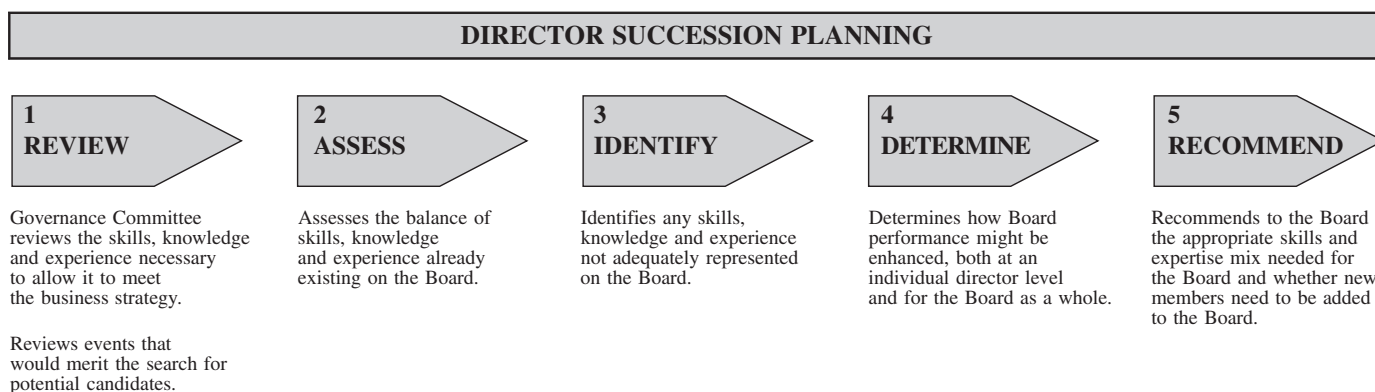 DIRECTOR SUCCESSION PLANNING
1
REVIEW
Governance Committee
reviews the skills, knowledge
and experience necessary
to allow it to meet
the business strategy.
Reviews events that
would merit the search for
potential candidates.
2
ASSESS
Assesses the balance of
skills, knowledge
and experience already
existing on the Board.
3
IDENTIFY
Identifies any skills,
knowledge and experience
not adequately represented
on the Board.
4
DETERMINE
Determines how Board
performance might be
enhanced, both at an
individual director level
and for the Board as a whole.
5
RECOMMEND
Recommends to the Board
the appropriate skills and
expertise mix needed for
the Board and whether new
members need to be added
to the Board.